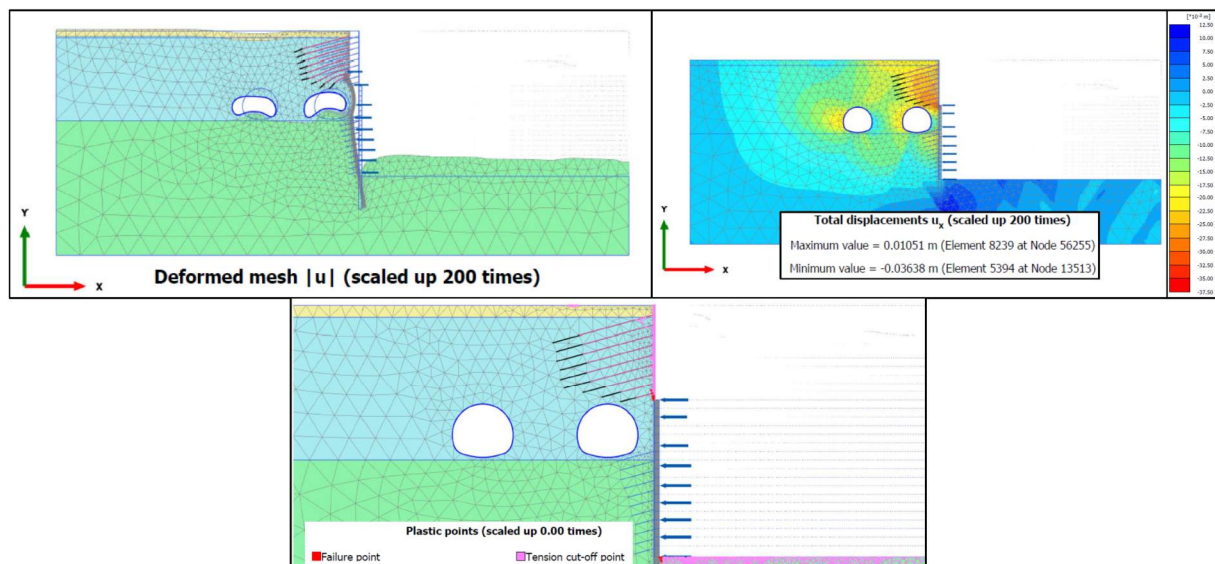 Y
X
Deformed mesh |u| (scaled up 200 times)
Y
X
Total displacements uₓ (scaled up 200 times)
Maximum value = 0.01051 m (Element 8239 at Node 56255)
Minimum value = -0.03638 m (Element 5394 at Node 13513)
[*10⁻³ m]
12.50
10.00
7.50
5.00
2.50
0.00
-2.50
-5.00
-7.50
-10.00
-12.50
-15.00
-17.50
-20.00
-22.50
-25.00
-27.50
-30.00
-32.50
-35.00
-37.50
Plastic points (scaled up 0.00 times)
Failure point
Tension cut-off point